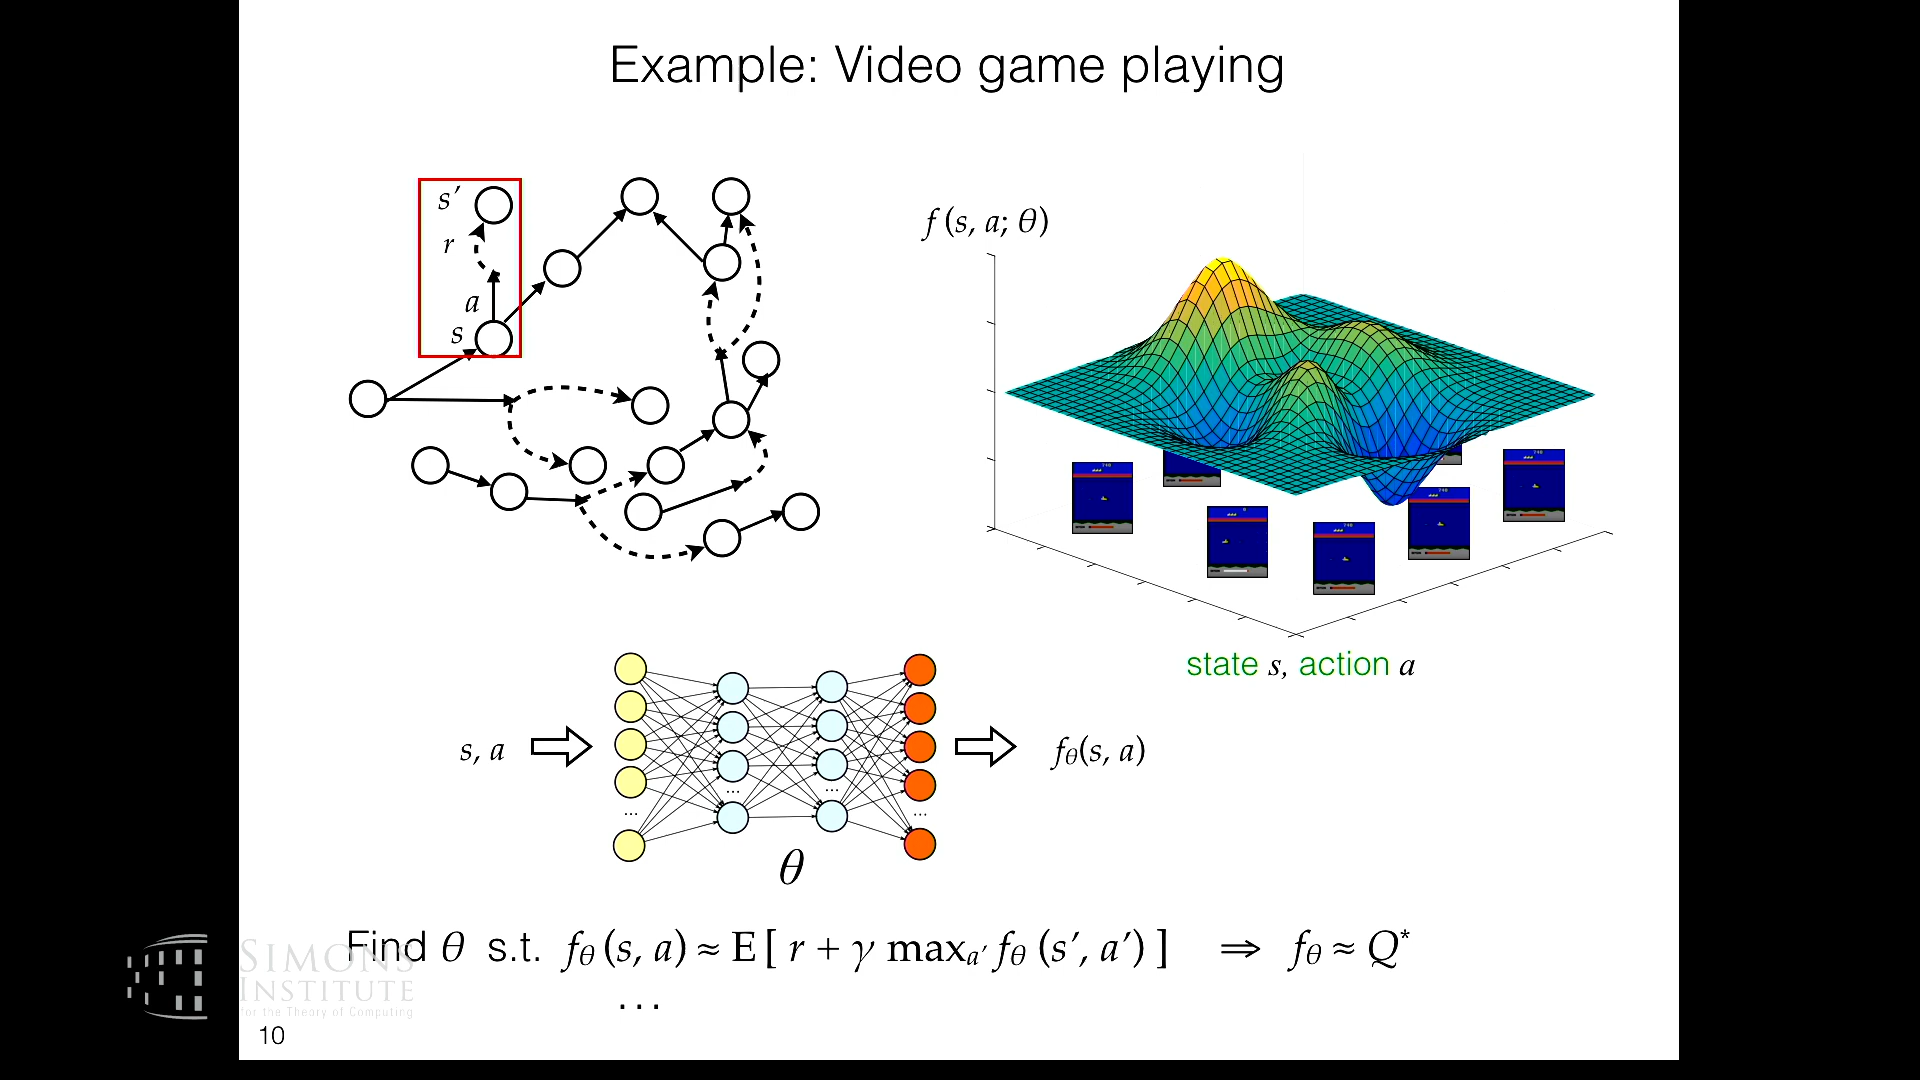 Example: Video game playing
s′
r
a
s
f (s, a; θ)
state s, action a
s, a
...
...
...
...
fθ(s, a)
θ
Find θ s.t. fθ (s, a) ≈ E [ r + γ maxa′ fθ (s′, a′) ] ⇒ fθ ≈ Q*
...
SIMONS
INSTITUTE
for the Theory of Computing
10